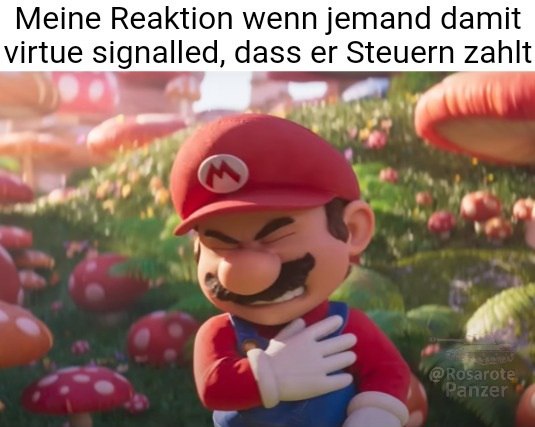 Meine Reaktion wenn jemand damit
virtue signalled, dass er Steuern zahlt
M
@Rosarote
Panzer